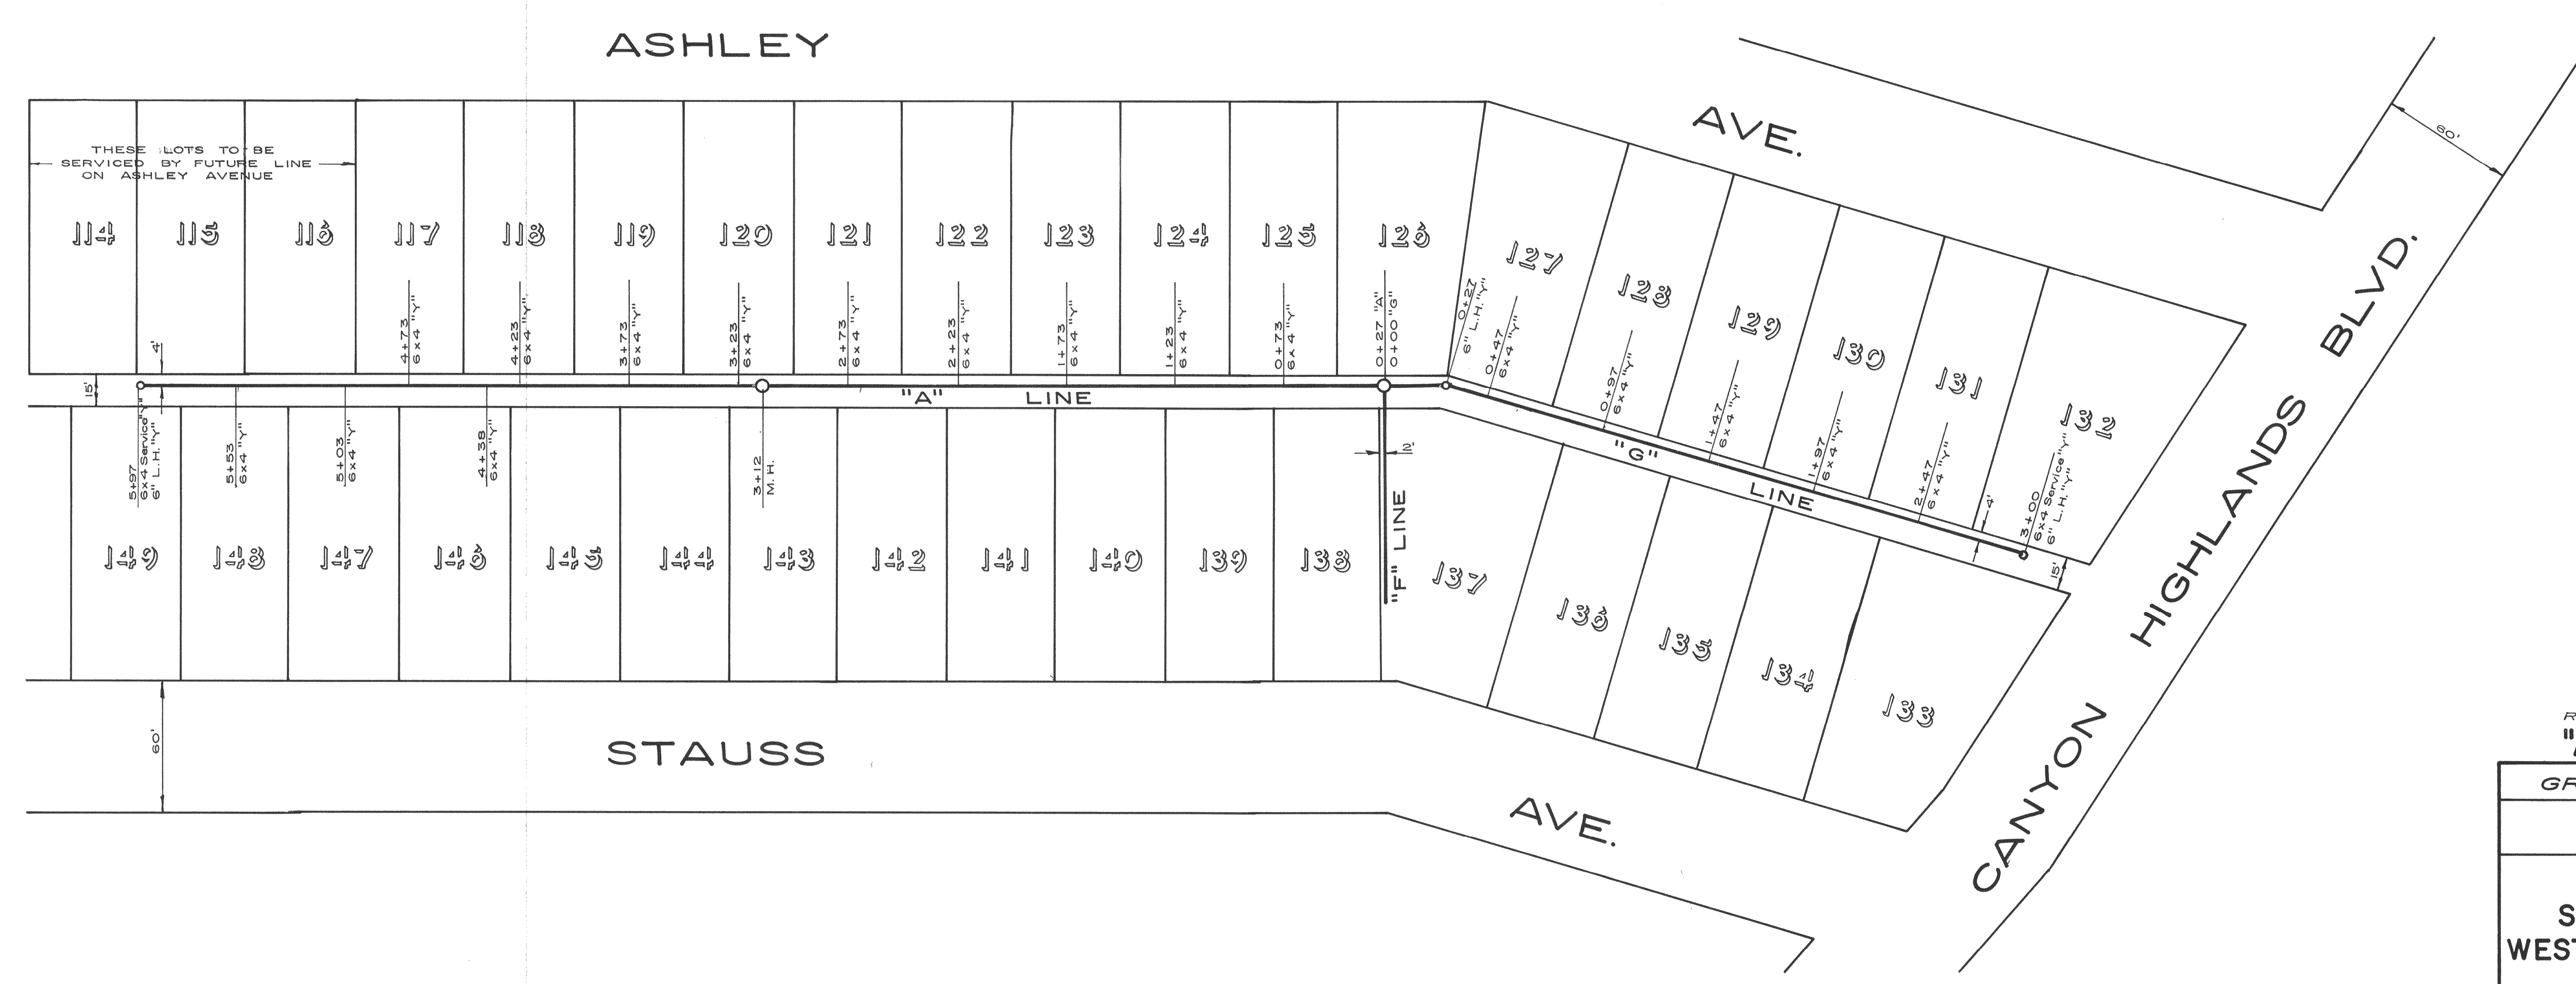 ASHLEY
AVE.
60'
THESE LOTS TO BE
SERVICED BY FUTURE LINE
ON ASHLEY AVENUE
114
115
116
117
118
119
120
121
122
123
124
125
126
127
128
129
130
131
132
4+73
6x4 "Y"
4+23
6x4 "Y"
3+73
6x4 "Y"
3+23
6x4 "Y"
2+73
6x4 "Y"
2+23
6x4 "Y"
1+73
6x4 "Y"
1+23
6x4 "Y"
0+73
6x4 "Y"
0+27 "A"
0+00 "G"
0+27
6" L.H. "Y"
0+47
6x4 "Y"
0+97
6x4 "Y"
1+47
6x4 "Y"
1+97
6x4 "Y"
2+47
6x4 "Y"
4'
3+00
6x4 Service "Y"
6" L.H. "Y"
15'
4'
15'
"A" LINE
"G" LINE
5+97
6x4 Service "Y"
6" L.H. "Y"
5+53
6x4 "Y"
5+03
6x4 "Y"
4+38
6x4 "Y"
3+12
M.H.
2'
"F" LINE
149
148
147
146
145
144
143
142
141
140
139
138
137
136
135
134
133
60'
STAUSS
AVE.
CANYON HIGHLANDS BLVD.
R
GR
S
WEST